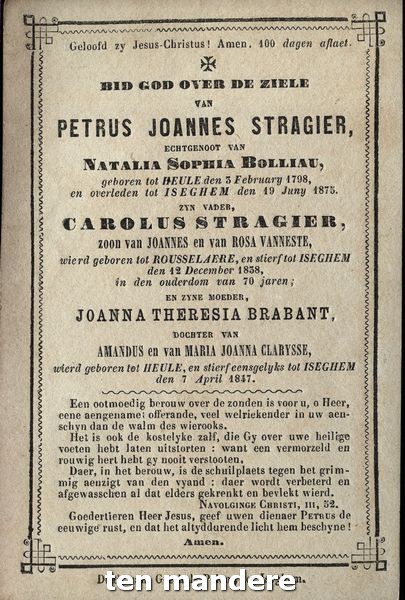 Geloofd zy Jesus-Christus! Amen. 100 dagen aflaet.
BID GOD OVER DE ZIELE
VAN
PETRUS JOANNES STRAGIER,
ECHTGENOOT VAN
NATALIA SOPHIA BOLLIAU,
geboren tot HEULE den 3 February 1798,
en overleden tot ISEGHEM den 19 Juny 1875.
ZYN VADER,
CAROLUS STRAGIER,
zoon van JOANNES en van ROSA VANNESTE,
wierd geboren tot ROUSSELAERE, en stierf tot ISEGHEM
den 12 December 1838,
in den ouderdom van 70 jaren;
EN ZYNE MOEDER,
JOANNA THERESIA BRABANT,
DOCHTER VAN
AMANDUS en van MARIA JOANNA CLARYSSE,
wierd geboren tot HEULE, en stierf eensgelyks tot ISEGHEM
den 7 April 1847.
Een ootmoedig berouw over de zonden is voor u, o Heer,
eene aengename offerande, veel welriekender in uw aen-
schyn dan de walm des wierooks.
Het is ook de kostelyke zalf, die Gy over uwe heilige
voeten hebt laten uitstorten: want een vermorzeld en
rouwig hert hebt gy nooit verstooten.
Daer, in het berouw, is de schuilplaets tegen het grim-
mig aenzigt van den vyand: daer wordt verbeterd en
afgewasschen al dat elders gekrenkt en bevlekt wierd.
NAVOLGINGE CHRISTI, III, 52.
Goedertieren Heer Jesus, geef uwen dienaer PETRUS de
eeuwige rust, en dat het altyddurende licht hem beschyne!
Amen.
ten mandere